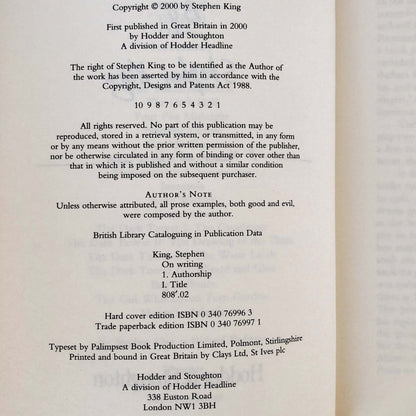 Copyright © 2000 by Stephen King
First published in Great Britain in 2000
by Hodder and Stoughton
A division of Hodder Headline
The right of Stephen King to be identified as the Author of
the work has been asserted by him in accordance with the
Copyright, Designs and Patents Act 1988.
10 9 8 7 6 5 4 3 2 1
All rights reserved. No part of this publication may be
reproduced, stored in a retrieval system, or transmitted, in any form
or by any means without the prior written permission of the publisher,
nor be otherwise circulated in any form of binding or cover other than
that in which it is published and without a similar condition
being imposed on the subsequent purchaser.
AUTHOR'S NOTE
Unless otherwise attributed, all prose examples, both good and evil,
were composed by the author.
British Library Cataloguing in Publication Data
King, Stephen
On writing
1. Authorship
I. Title
808'.02
Hard cover edition ISBN 0 340 76996 3
Trade paperback edition ISBN 0 340 76997 1
Typeset by Palimpsest Book Production Limited, Polmont, Stirlingshire
Printed and bound in Great Britain by Clays Ltd, St Ives plc
Hodder and Stoughton
A division of Hodder Headline
338 Euston Road
London NW1 3BH